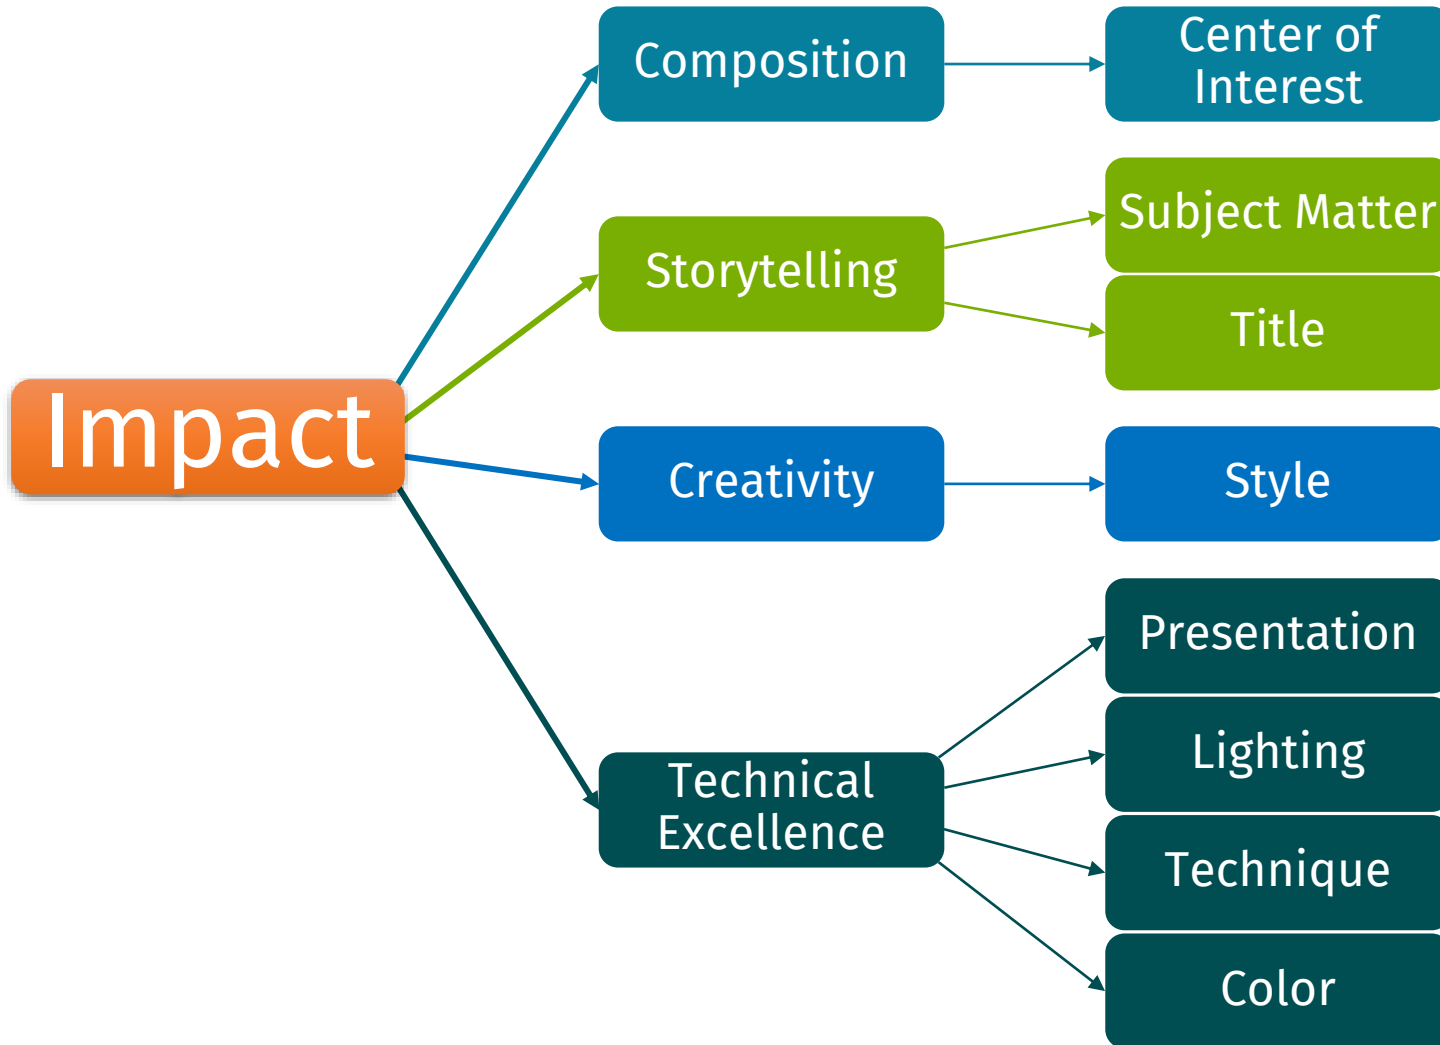 Impact
Composition
Center of
Interest
Storytelling
Subject Matter
Title
Creativity
Style
Technical
Excellence
Presentation
Lighting
Technique
Color